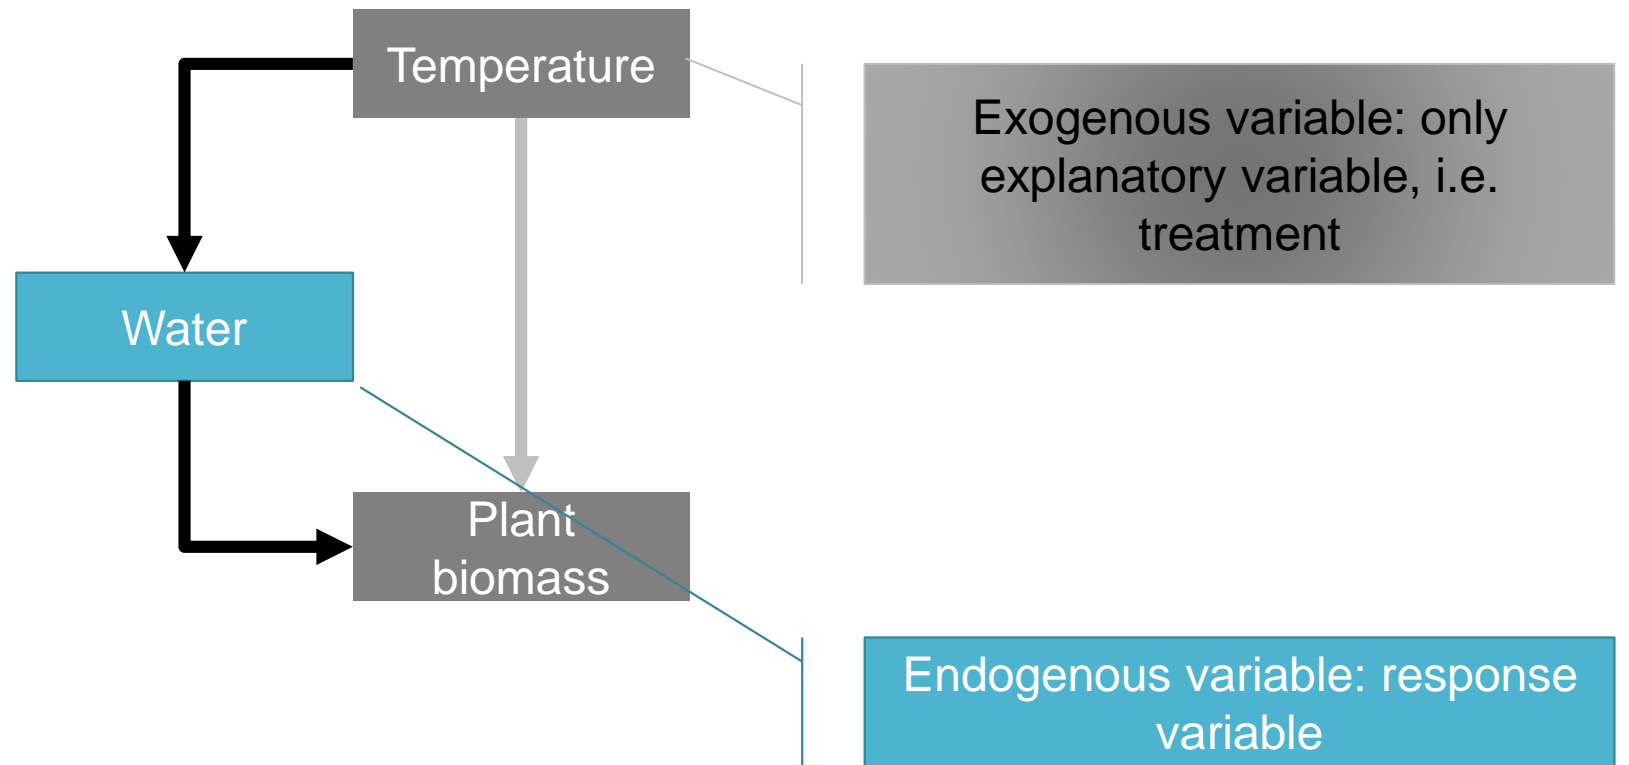 Temperature
Exogenous variable: only
explanatory variable, i.e.
treatment
Water
Plant
biomass
Endogenous variable: response
variable